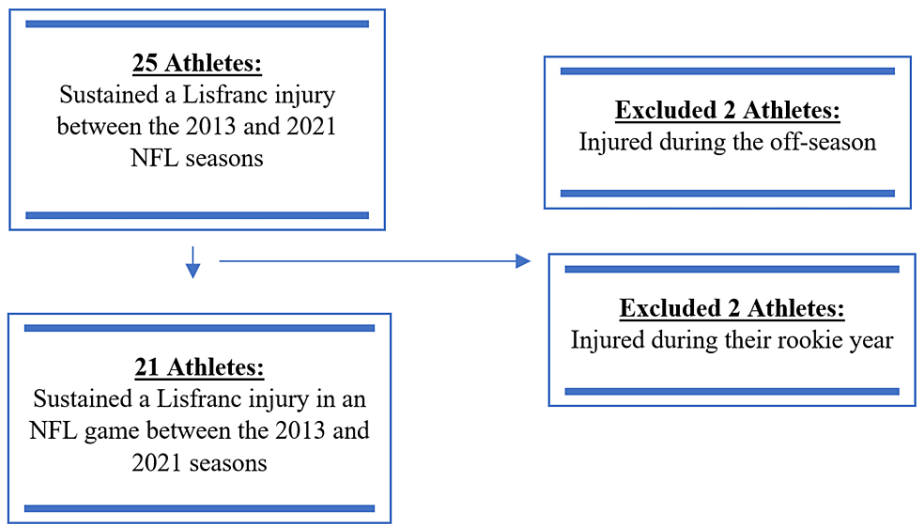 25 Athletes:
Sustained a Lisfranc injury
between the 2013 and 2021
NFL seasons
Excluded 2 Athletes:
Injured during the off-season
Excluded 2 Athletes:
Injured during their rookie year
21 Athletes:
Sustained a Lisfranc injury in an
NFL game between the 2013 and
2021 seasons